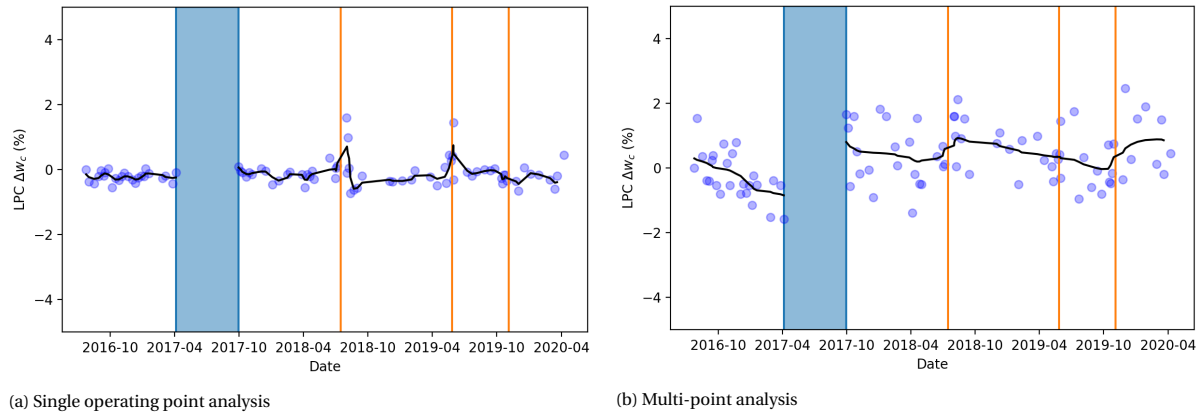 4
2
0
−2
−4
LPC Δw_c (%)
2016-10 2017-04 2017-10 2018-04 2018-10 2019-04 2019-10 2020-04
Date
(a) Single operating point analysis
4
2
0
−2
−4
LPC Δw_c (%)
2016-10 2017-04 2017-10 2018-04 2018-10 2019-04 2019-10 2020-04
Date
(b) Multi-point analysis